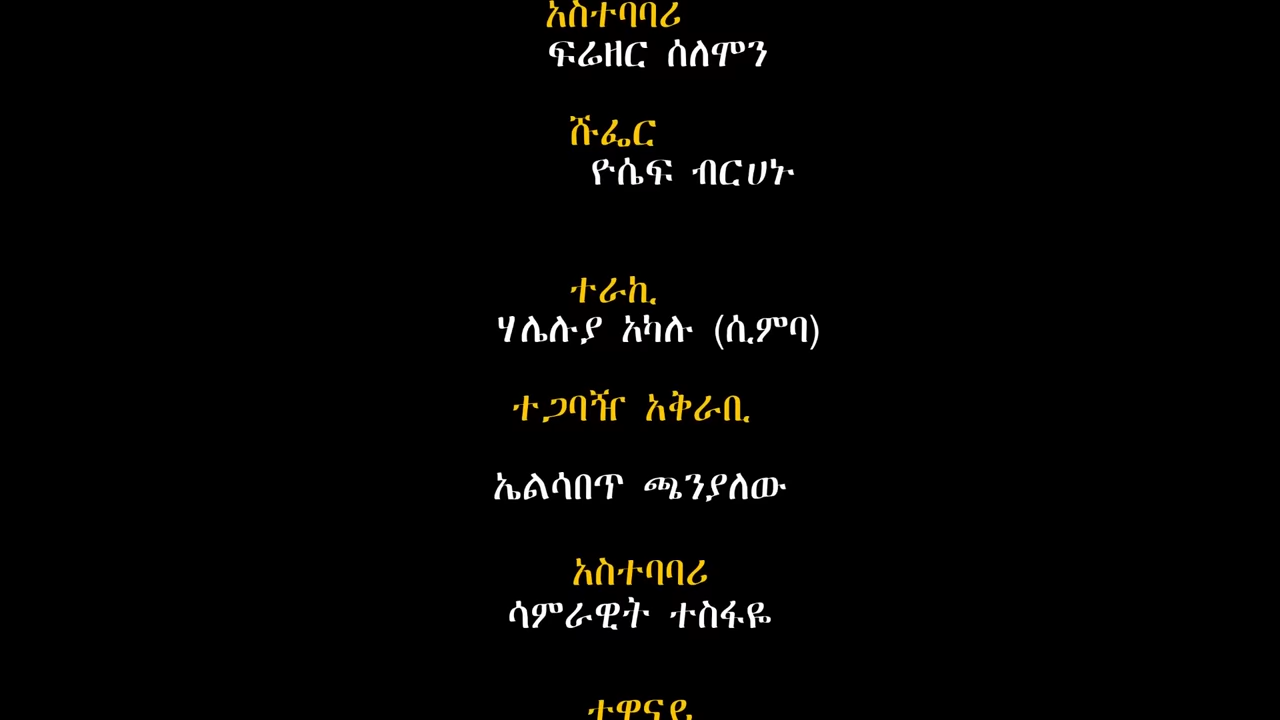 አስተባባሪ
ፍሬዘር ሰለሞን
ሹፌር
ዮሴፍ ብርሀኑ
ተራኪ
ሃሌሉያ አካሉ (ሲምባ)
ተጋባዥ አቅራቢ
ኤልሳበጥ ጫንያለው
አስተባባሪ
ሳምራዊት ተስፋዬ
ተዋናይ